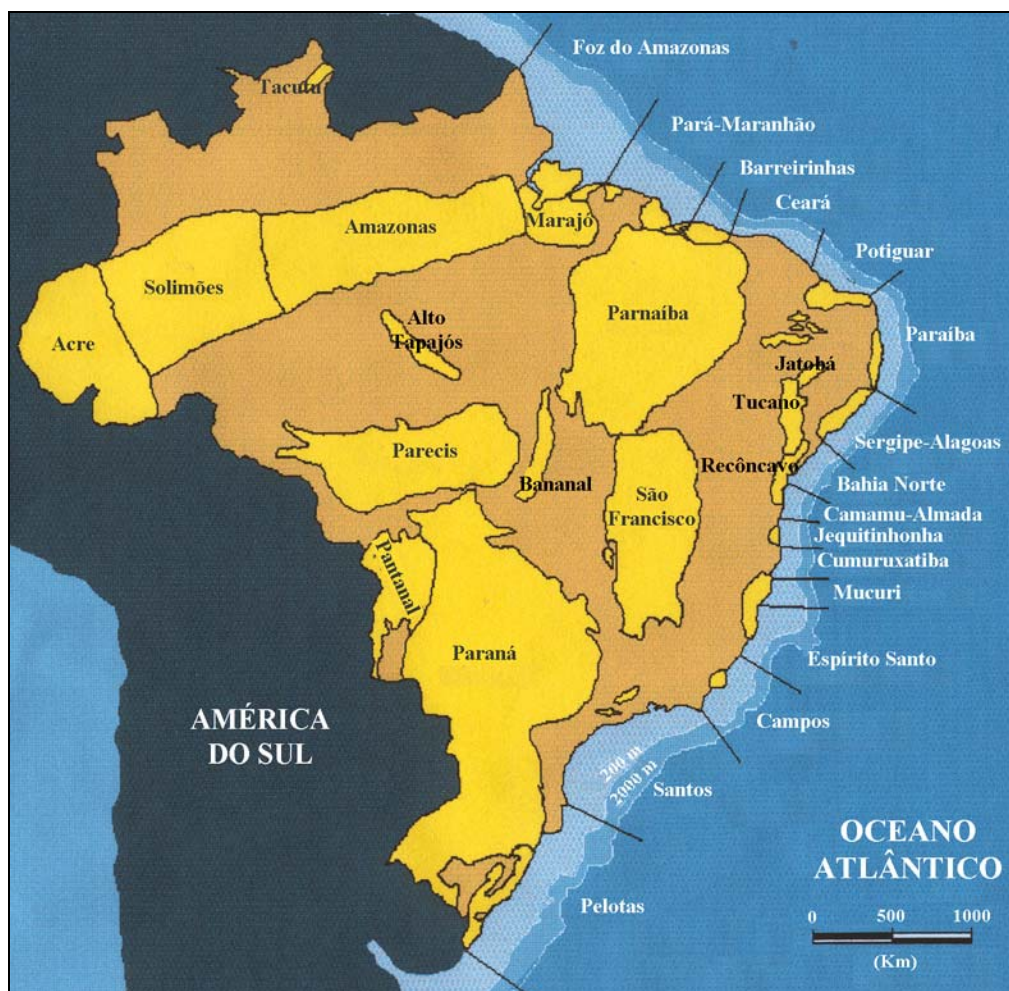 Foz do Amazonas
Tacutu
Pará-Maranhão
Barreirinhas
Ceará
Marajó
Amazonas
Potiguar
Solimões
Parnaíba
Alto
Tapajós
Paraíba
Acre
Jatobá
Tucano
Sergipe-Alagoas
Parecis
Recôncavo
Bananal
Bahia Norte
São
Francisco
Camamu-Almada
Jequitinhonha
Cumuruxatiba
Pantanal
Mucuri
Paraná
Espírito Santo
Campos
AMÉRICA
DO SUL
200 m
2000 m
Santos
OCEANO
ATLÂNTICO
Pelotas
0 500 1000
(Km)